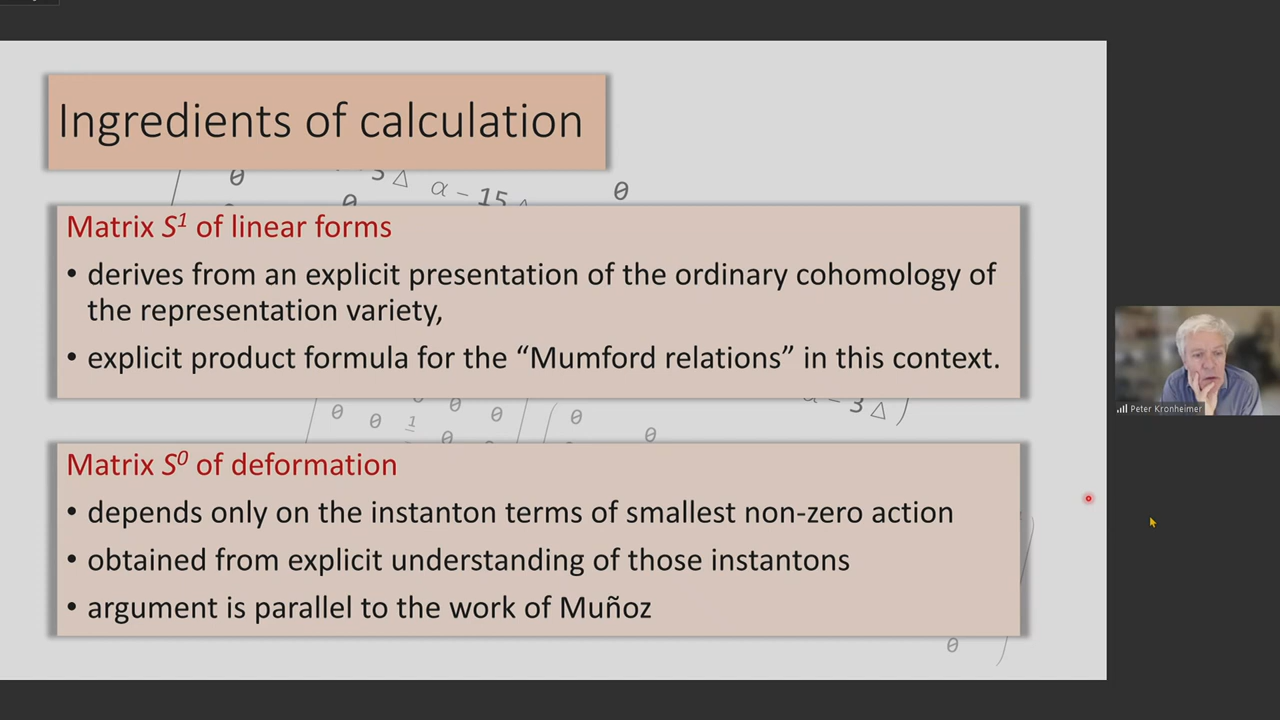 Ingredients of calculation
θ
α – 15
θ
Matrix S¹ of linear forms
• derives from an explicit presentation of the ordinary cohomology of
the representation variety,
• explicit product formula for the “Mumford relations” in this context.
θ θ 1 θ θ θ
θ θ
3 Δ )
Matrix S⁰ of deformation
• depends only on the instanton terms of smallest non-zero action
• obtained from explicit understanding of those instantons
• argument is parallel to the work of Muñoz
θ
Peter Kronheimer